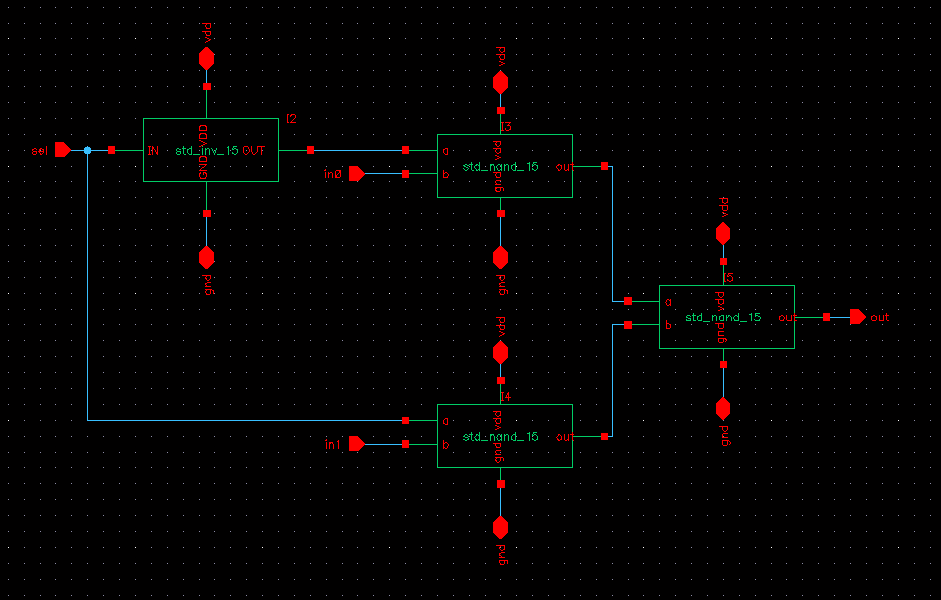 vdd
vdd
I2
I3
sel
IN
VDD
GND
std_inv_15
OUT
a
b
vdd
gnd
std_nand_15
out
in0
gnd
gnd
vdd
I5
a
b
vdd
gnd
std_nand_15
out
out
vdd
I4
a
b
vdd
gnd
std_nand_15
out
in1
gnd
gnd